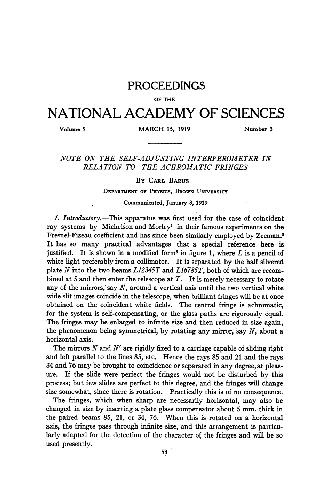 PROCEEDINGS
OF THE
NATIONAL ACADEMY OF SCIENCES
Volume 5 MARCH 15, 1919 Number 3
NOTE ON THE SELF-ADJUSTING INTERFEROMETER IN
RELATION TO THE ACHROMATIC FRINGES
BY CARL BARUS
DEPARTMENT OF PHYSICS, BROWN UNIVERSITY
Communicated, January 8, 1919
1. Introductory.—This apparatus was first used for the case of coincident
ray systems by Michelson and Morley¹ in their famous experiments on the
Fresnel-Fizeau coefficient and has since been similarly employed by Zeeman.²
It has so many practical advantages that a special reference here is
justified. It is shown in a modified form³ in figure 1, where L is a pencil of
white light preferably from a collimator. It is separated by the half silvered
plate N into the two beams L12345T and L16785T, both of which are recom-
bined at 5 and then enter the telescope at T. It is merely necessary to rotate
any of the mirrors, say N, around a vertical axis until the two vertical white
wide slit images coincide in the telescope, when brilliant fringes will be at once
obtained on the coincident white fields. The central fringe is achromatic,
for the system is self-compensating, or the glass paths are rigorously equal.
The fringes may be enlarged to infinite size and then reduced in size again,
the phenomenon being symmetrical, by rotating any mirror, say N, about a
horizontal axis.
The mirrors N and N′ are rigidly fixed to a carriage capable of sliding right
and left parallel to the lines 85, etc. Hence the rays 85 and 21 and the rays
34 and 76 may be brought to coincidence or separated in any degree, at pleas-
ure. If the slide were perfect the fringes would not be disturbed by this
process; but few slides are perfect to this degree, and the fringes will change
size somewhat, since there is rotation. Practically this is of no consequence.
The fringes, which when sharp are necessarily horizontal, may also be
changed in size by inserting a plate glass compensator about 5 mm. thick in
the paired beams 85, 21, or 34, 76. When this is rotated on a horizontal
axis, the fringes pass through infinite size, and this arrangement is particu-
larly adapted for the detection of the character of the fringes and will be so
used presently.